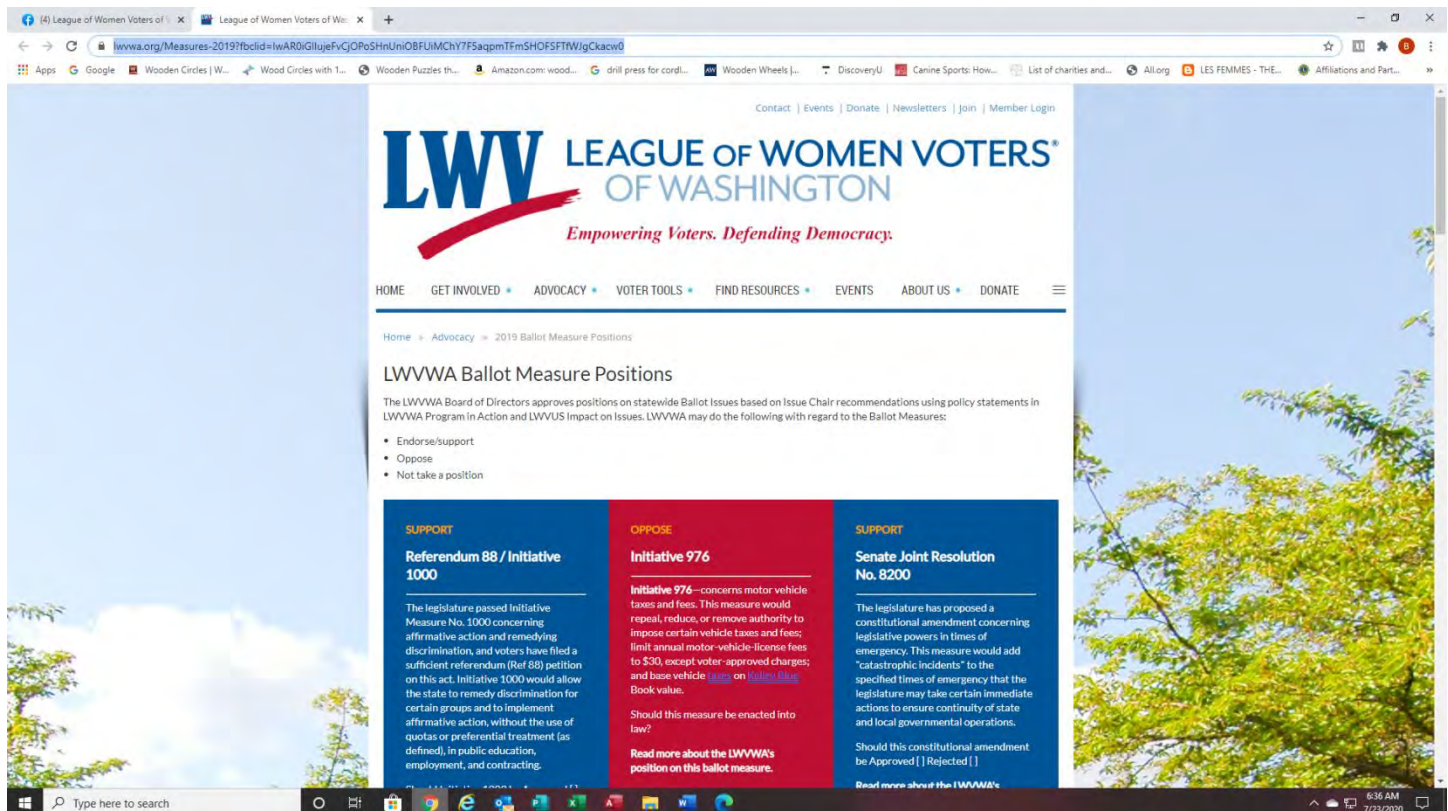 (4) League of Women Voters of
League of Women Voters of Wa
lwvwa.org/Measures-2019?fbclid=IwAR0iGIlujeFvCjOPoSHnUniOBFUiMChY7F5aqpmTFmSHOFSFTfWJgCkacw0
Apps Google Wooden Circles | W... Wood Circles with 1... Wooden Puzzles th... Amazon.com: wood... drill press for cordl... Wooden Wheels |... DiscoveryU Canine Sports: How... List of charities and... All.org LES FEMMES - THE... Affiliations and Part... »
Contact | Events | Donate | Newsletters | Join | Member Login
LWV
LEAGUE OF WOMEN VOTERS®
OF WASHINGTON
Empowering Voters. Defending Democracy.
HOME GET INVOLVED ADVOCACY VOTER TOOLS FIND RESOURCES EVENTS ABOUT US DONATE
Home » Advocacy » 2019 Ballot Measure Positions
LWVWA Ballot Measure Positions
The LWVWA Board of Directors approves positions on statewide Ballot Issues based on Issue Chair recommendations using policy statements in
LWVWA Program in Action and LWVUS Impact on Issues. LWVWA may do the following with regard to the Ballot Measures:
• Endorse/support
• Oppose
• Not take a position
SUPPORT
Referendum 88 / Initiative
1000
The legislature passed Initiative
Measure No. 1000 concerning
affirmative action and remedying
discrimination, and voters have filed a
sufficient referendum (Ref 88) petition
on this act. Initiative 1000 would allow
the state to remedy discrimination for
certain groups and to implement
affirmative action, without the use of
quotas or preferential treatment (as
defined), in public education,
employment, and contracting.
OPPOSE
Initiative 976
Initiative 976—concerns motor vehicle
taxes and fees. This measure would
repeal, reduce, or remove authority to
impose certain vehicle taxes and fees;
limit annual motor-vehicle-license fees
to $30, except voter-approved charges;
and base vehicle taxes on Kelley Blue
Book value.
Should this measure be enacted into
law?
Read more about the LWVWA's
position on this ballot measure.
SUPPORT
Senate Joint Resolution
No. 8200
The legislature has proposed a
constitutional amendment concerning
legislative powers in times of
emergency. This measure would add
"catastrophic incidents" to the
specified times of emergency that the
legislature may take certain immediate
actions to ensure continuity of state
and local governmental operations.
Should this constitutional amendment
be Approved [ ] Rejected [ ]
Read more about the LWVWA's
Type here to search
6:36 AM
7/23/2020